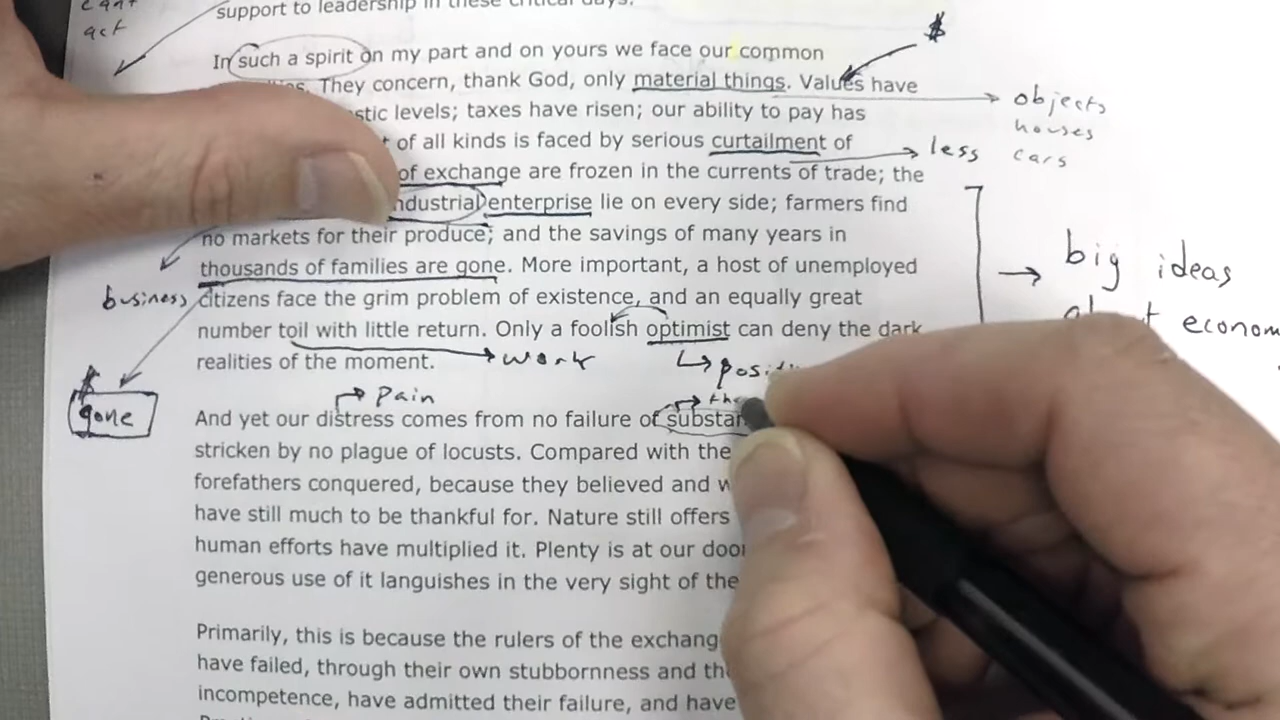 act
support to leadership in these critical days.
$
In such a spirit on my part and on yours we face our common
They concern, thank God, only material things. Values have
objects
levels; taxes have risen; our ability to pay has
houses
of all kinds is faced by serious curtailment of
less
cars
of exchange are frozen in the currents of trade; the
enterprise lie on every side; farmers find
no markets for their produce; and the savings of many years in
big ideas
thousands of families are gone. More important, a host of unemployed
business
citizens face the grim problem of existence, and an equally great
number toil with little return. Only a foolish optimist can deny the dark
realities of the moment.
work
$
gone
Pain
And yet our distress comes from no failure of
stricken by no plague of locusts. Compared with the
forefathers conquered, because they believed and
have still much to be thankful for. Nature still offers
human efforts have multiplied it. Plenty is at our
generous use of it languishes in the very sight of the
Primarily, this is because the rulers of the
have failed, through their own stubbornness and
incompetence, have admitted their failure, and have